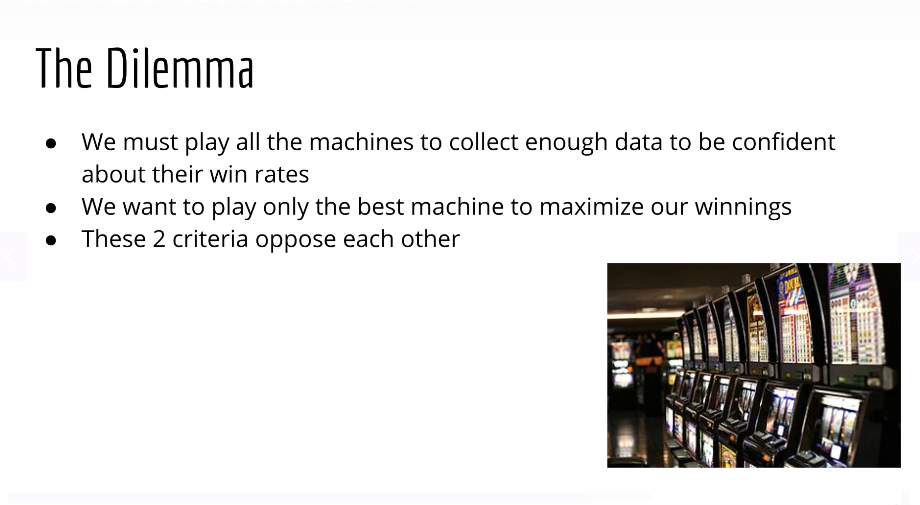 The Dilemma
● We must play all the machines to collect enough data to be confident
about their win rates
● We want to play only the best machine to maximize our winnings
● These 2 criteria oppose each other